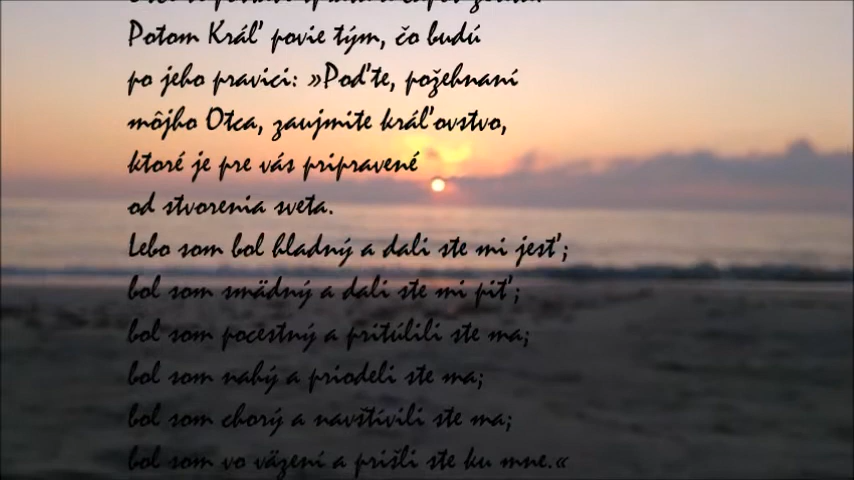 Potom Kráľ povie tým, čo budú
po jeho pravici: »Poďte, požehnaní
môjho Otca, zaujmite kráľovstvo,
ktoré je pre vás pripravené
od stvorenia sveta.
Lebo som bol hladný a dali ste mi jesť;
bol som smädný a dali ste mi piť;
bol som pocestný a pritúlili ste ma;
bol som nahý a priodeli ste ma;
bol som chorý a navštívili ste ma;
bol som vo väzení a prišli ste ku mne.«